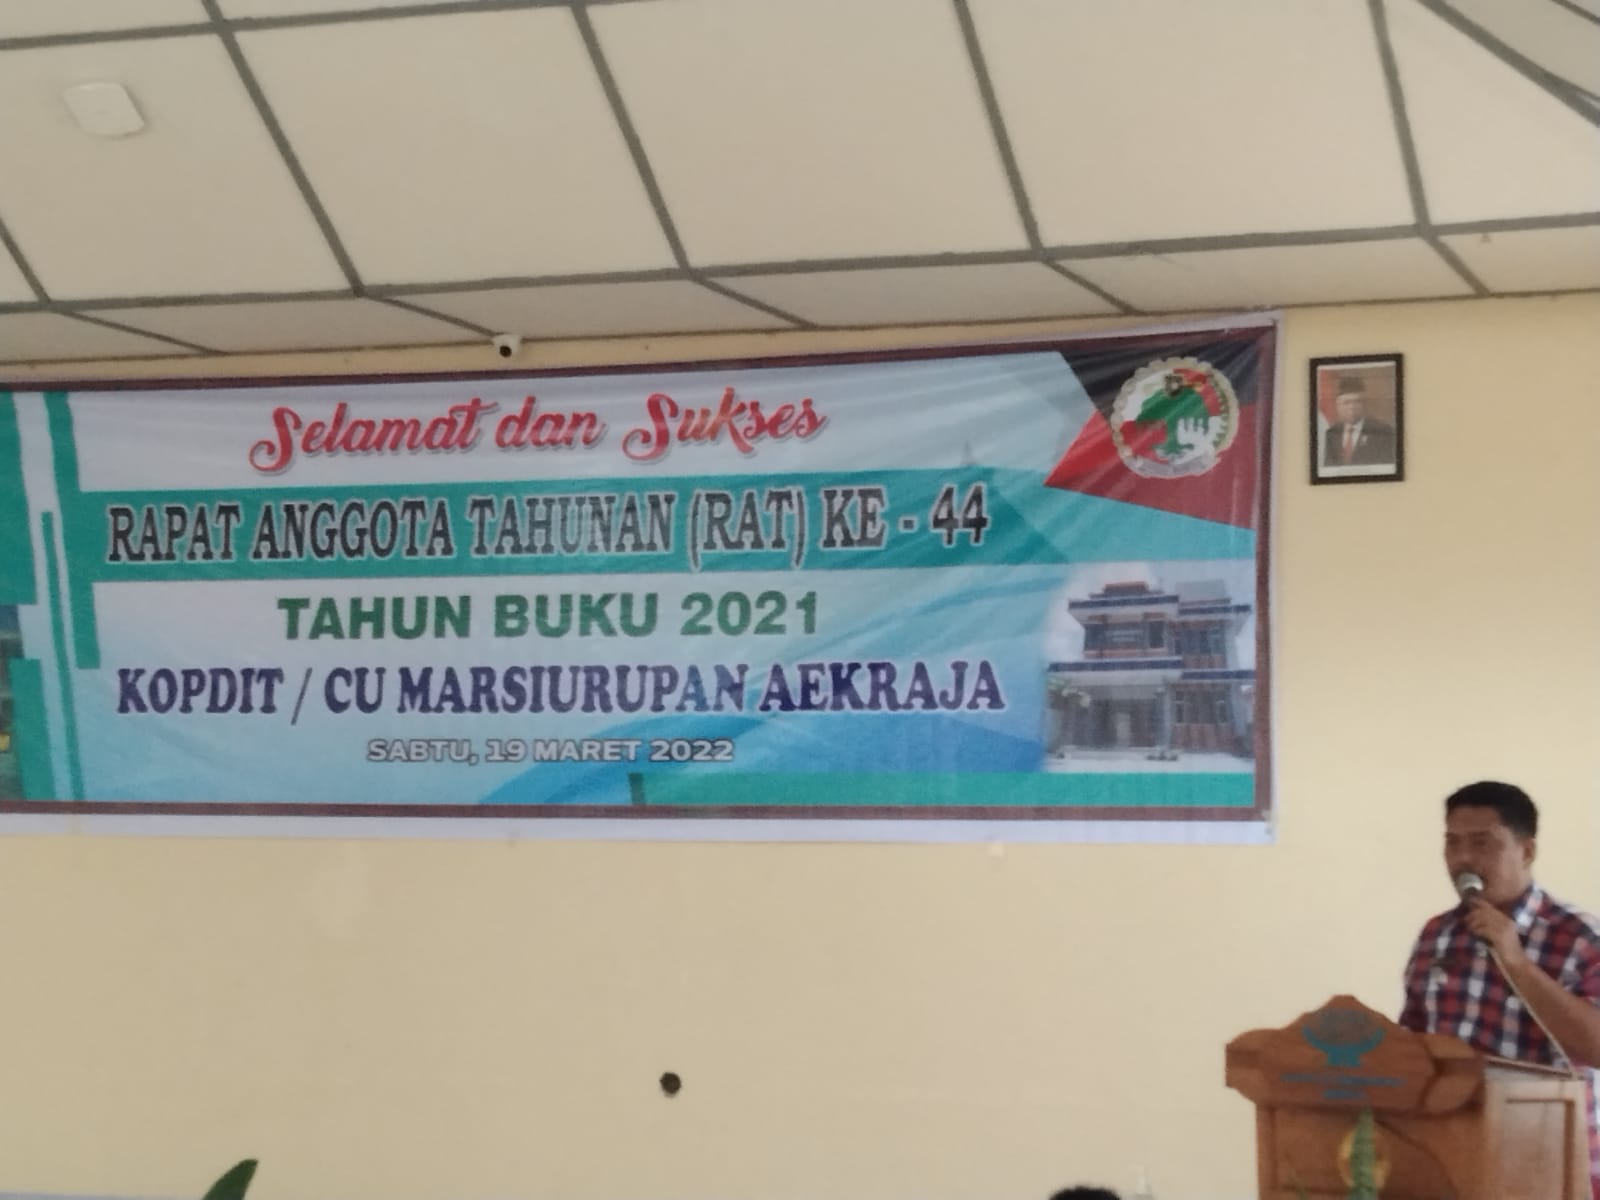 Selamat dan Sukses
RAPAT ANGGOTA TAHUNAN (RAT) KE - 44
TAHUN BUKU 2021
KOPDIT / CU MARSIURUPAN AEKRAJA
SABTU, 19 MARET 2022